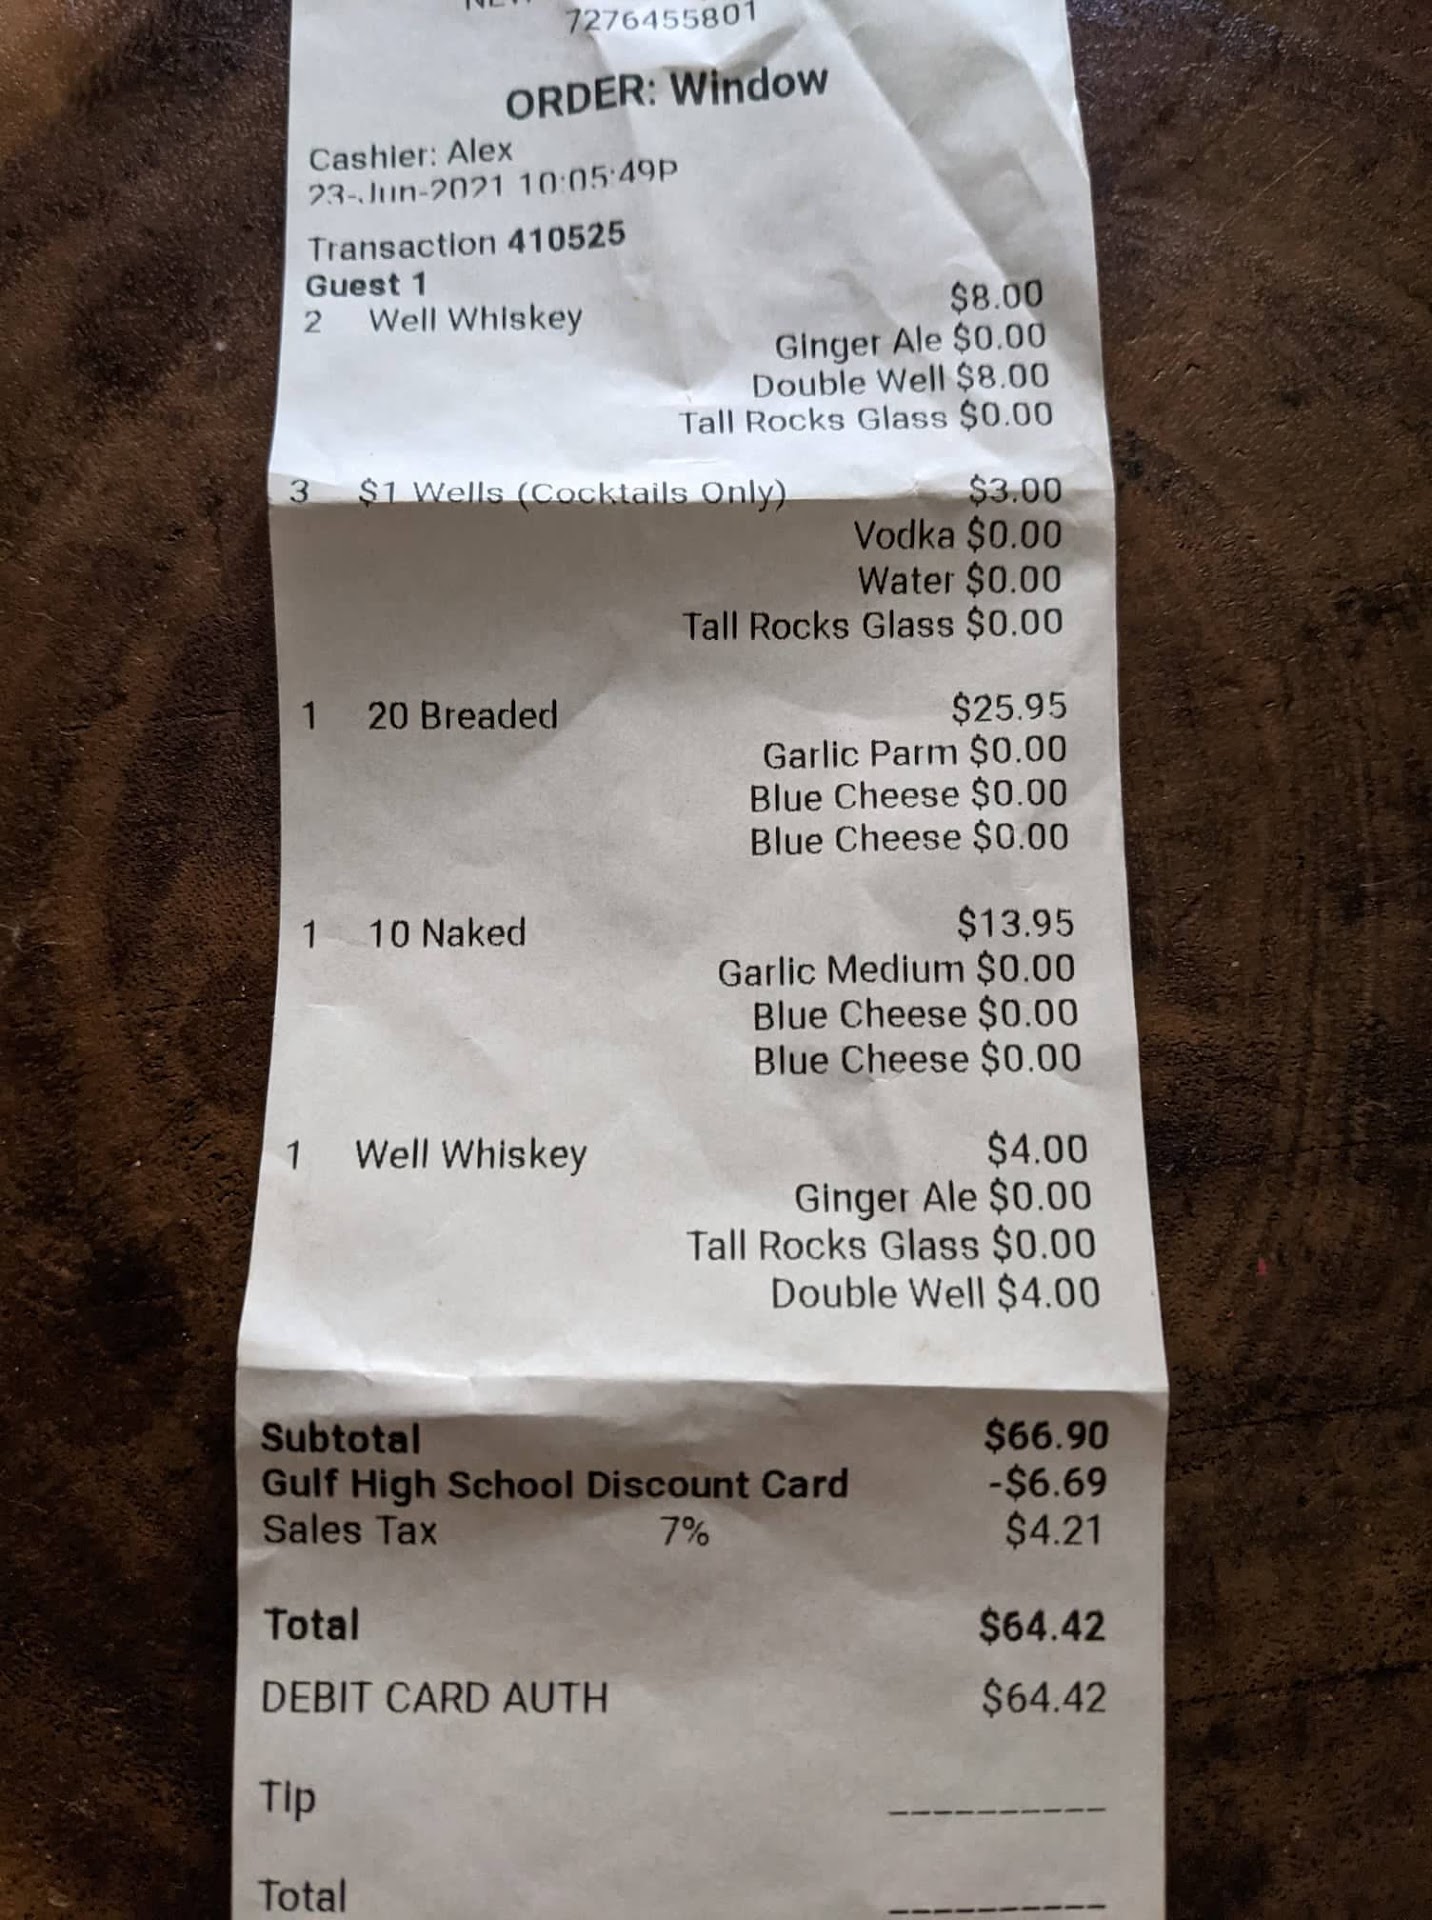 7276455801
ORDER: Window
Cashier: Alex
23-Jun-2021 10:05:49P
Transaction 410525
Guest 1
2 Well Whiskey $8.00
Ginger Ale $0.00
Double Well $8.00
Tall Rocks Glass $0.00
3 $1 Wells (Cocktails Only) $3.00
Vodka $0.00
Water $0.00
Tall Rocks Glass $0.00
1 20 Breaded $25.95
Garlic Parm $0.00
Blue Cheese $0.00
Blue Cheese $0.00
1 10 Naked $13.95
Garlic Medium $0.00
Blue Cheese $0.00
Blue Cheese $0.00
1 Well Whiskey $4.00
Ginger Ale $0.00
Tall Rocks Glass $0.00
Double Well $4.00
Subtotal $66.90
Gulf High School Discount Card -$6.69
Sales Tax 7% $4.21
Total $64.42
DEBIT CARD AUTH $64.42
Tip __________
Total __________